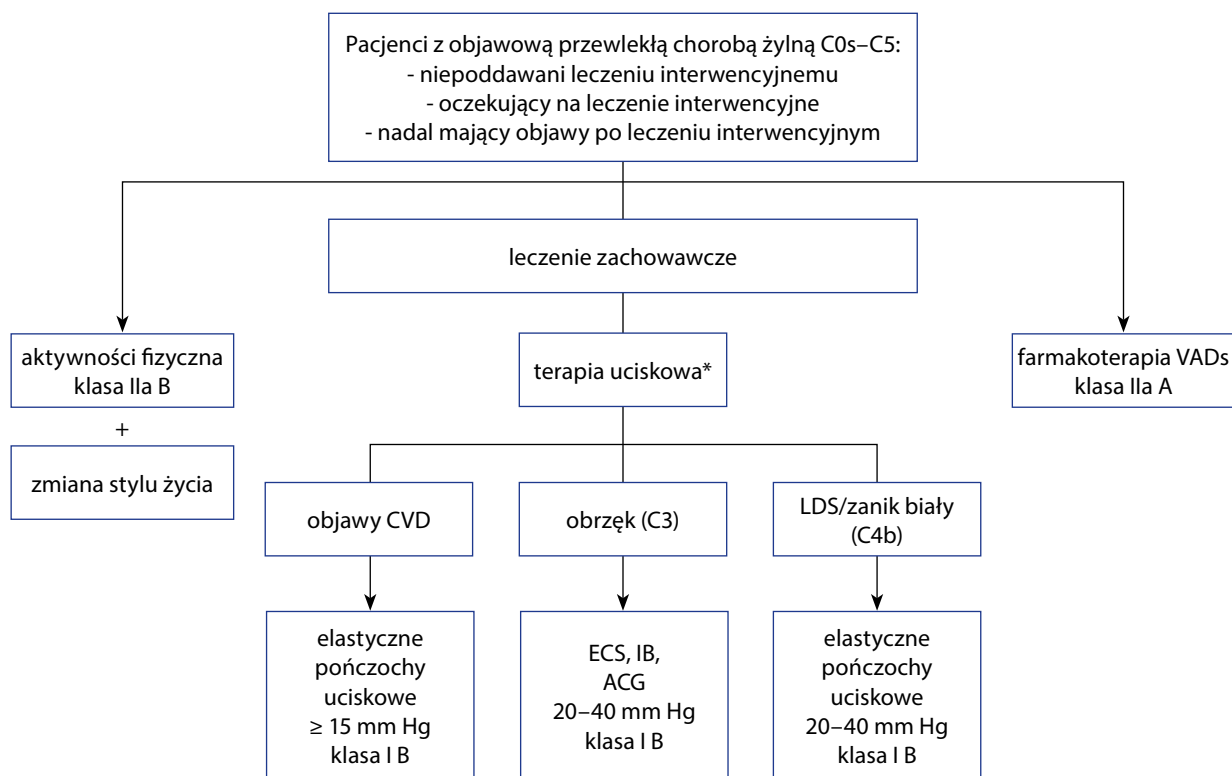 Pacjenci z objawową przewlekłą chorobą żylną C0s–C5:
- niepoddawani leczeniu interwencyjnemu
- oczekujący na leczenie interwencyjne
- nadal mający objawy po leczeniu interwencyjnym
leczenie zachowawcze
aktywności fizyczna
klasa IIa B
+
zmiana stylu życia
terapia uciskowa*
farmakoterapia VADs
klasa IIa A
objawy CVD
obrzęk (C3)
LDS/zanik biały
(C4b)
elastyczne
pończochy
uciskowe
≥ 15 mm Hg
klasa I B
ECS, IB,
ACG
20–40 mm Hg
klasa I B
elastyczne
pończochy
uciskowe
20–40 mm Hg
klasa I B